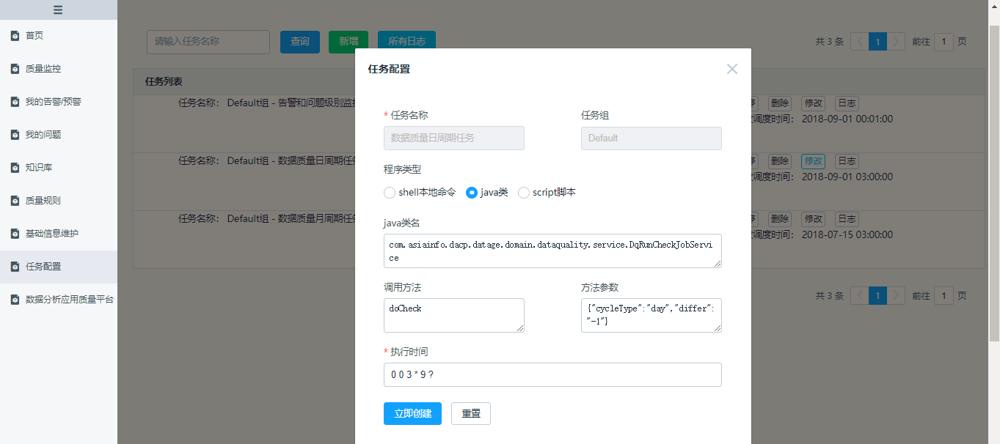 首页
质量监控
我的告警/预警
我的问题
知识库
质量规则
基础信息维护
任务配置
数据分析应用质量平台
请输入任务名称 查询 新增 所有日志 共 3 条 1 前往 1 页
任务列表
任务名称： Default组 - 告警和问题级别监 删除 修改 日志
调度时间： 2018-09-01 00:01:00
任务名称： Default组 - 数据质量日周期任 删除 修改 日志
调度时间： 2018-09-01 03:00:00
任务名称： Default组 - 数据质量月周期任 删除 修改 日志
调度时间： 2018-07-15 03:00:00
共 3 条 1 前往 1 页
任务配置
* 任务名称 任务组
数据质量日周期任务 Default
程序类型
shell本地命令 java类 script脚本
java类名
com.asiainfo.dacp.datage.domain.dataquality.service.DqRunCheckJobServi
ce
调用方法 方法参数
doCheck {"cycleType":"day","differ":
"-1"}
* 执行时间
0 0 3 * 9 ?
立即创建 重置